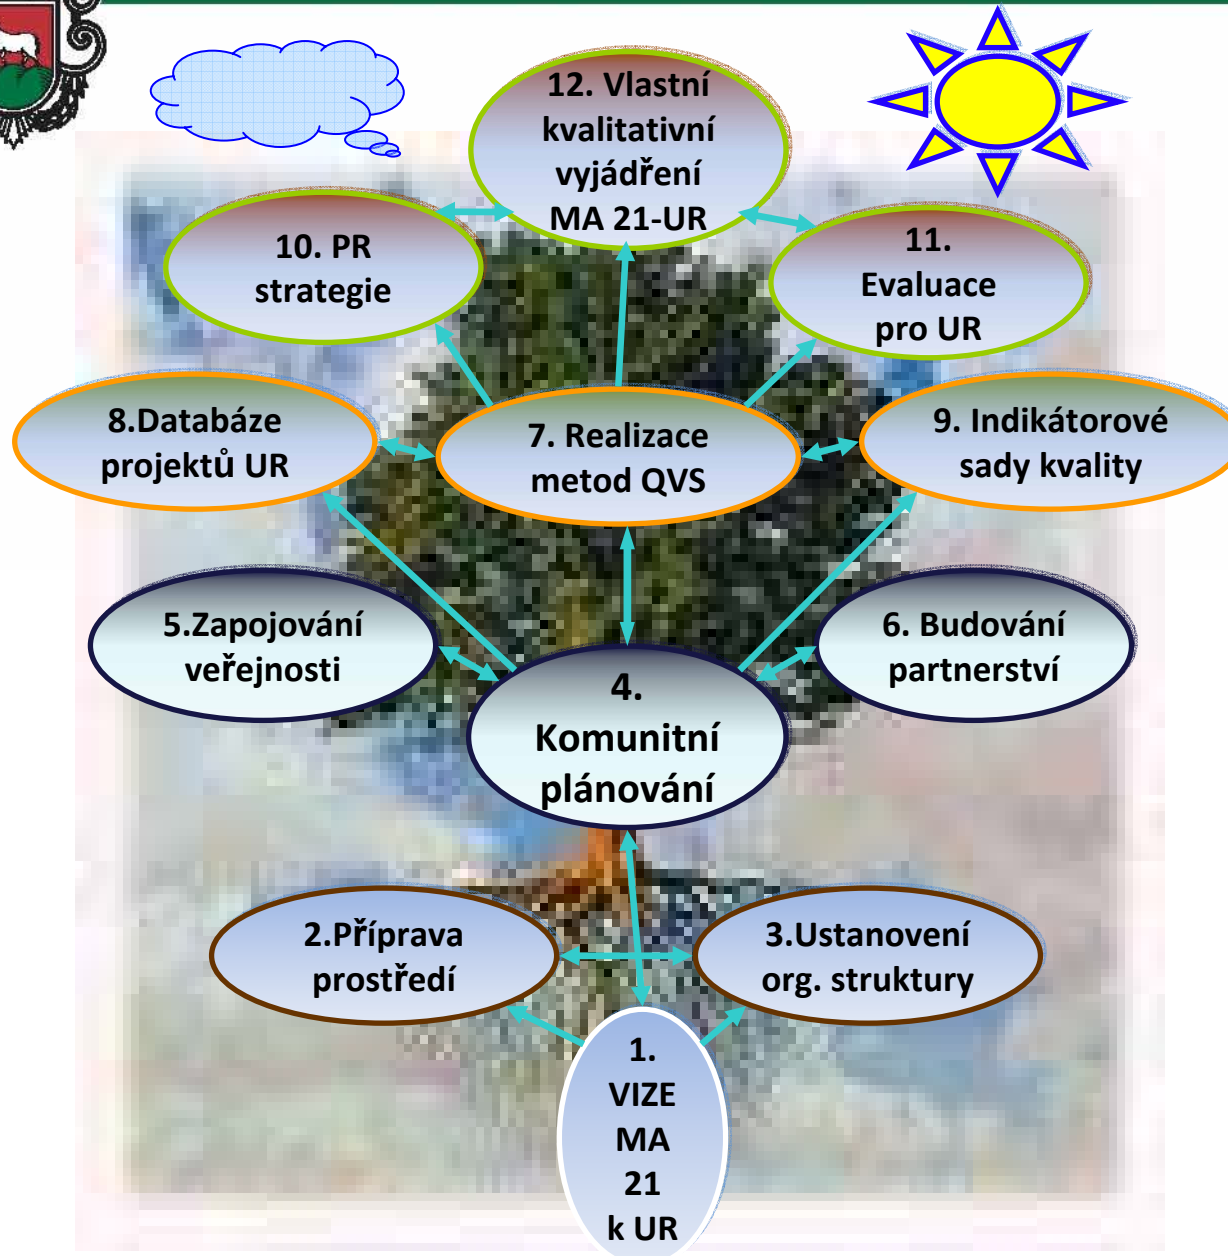 12. Vlastní
kvalitativní
vyjádření
MA 21-UR
10. PR
strategie
11.
Evaluace
pro UR
8.Databáze
projektů UR
7. Realizace
metod QVS
9. Indikátorové
sady kvality
5.Zapojování
veřejnosti
6. Budování
partnerství
4.
Komunitní
plánování
2.Příprava
prostředí
3.Ustanovení
org. struktury
1.
VIZE
MA
21
k UR